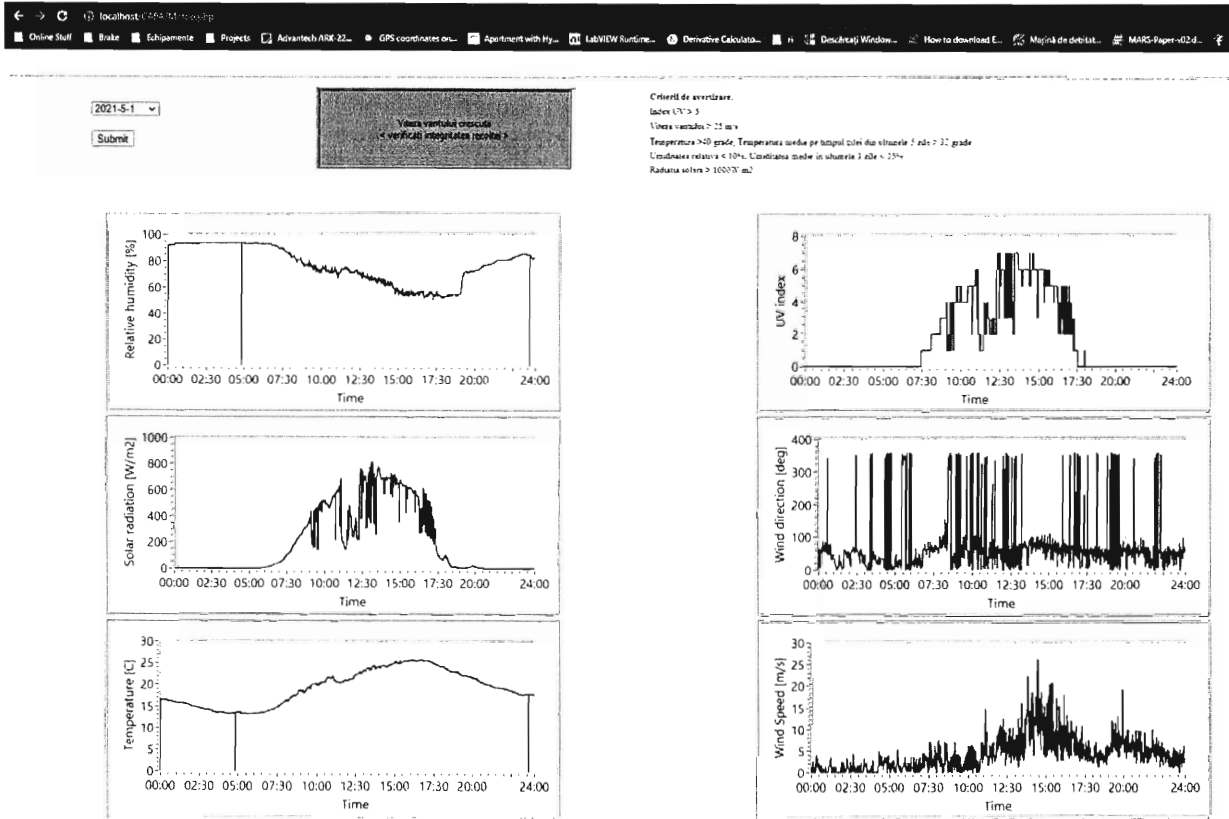 localhost
Online Stuff Brake Echipamente Projects Advantech ARK-22... GPS coordinates on... Apartment with Hy... LabVIEW Runtime... Derivative Calculato... ri Descărcați Window... How to download E... Mașină de debitat... MARS-Paper-v02.d...
2021-5-1
Submit
Viteza vantului crescuta
< verificati integritatea recoltei >
Criterii de avertizare.
Index UV > 5
Viteza vantului > 25 m/s
Temperatura >40 grade, Temperatura medie pe timpul zilei din ultimele 5 zile > 32 grade
Umiditatea relativa < 10%, Umiditatea medie in ultimele 3 zile < 25%
Radiatia solara > 1000W/m2
Relative humidity [%]
100
80
60
40
20
0
00:00 02:30 05:00 07:30 10:00 12:30 15:00 17:30 20:00 24:00
Time
UV index
8
6
4
2
0
00:00 02:30 05:00 07:30 10:00 12:30 15:00 17:30 20:00 24:00
Time
Solar radiation [W/m2]
1000
800
600
400
200
0
00:00 02:30 05:00 07:30 10:00 12:30 15:00 17:30 20:00 24:00
Time
Wind direction [deg]
400
300
200
100
0
00:00 02:30 05:00 07:30 10:00 12:30 15:00 17:30 20:00 24:00
Time
Temperature [C]
30
25
20
15
10
5
0
00:00 02:30 05:00 07:30 10:00 12:30 15:00 17:30 20:00 24:00
Time
Wind Speed [m/s]
30
25
20
15
10
5
0
00:00 02:30 05:00 07:30 10:00 12:30 15:00 17:30 20:00 24:00
Time